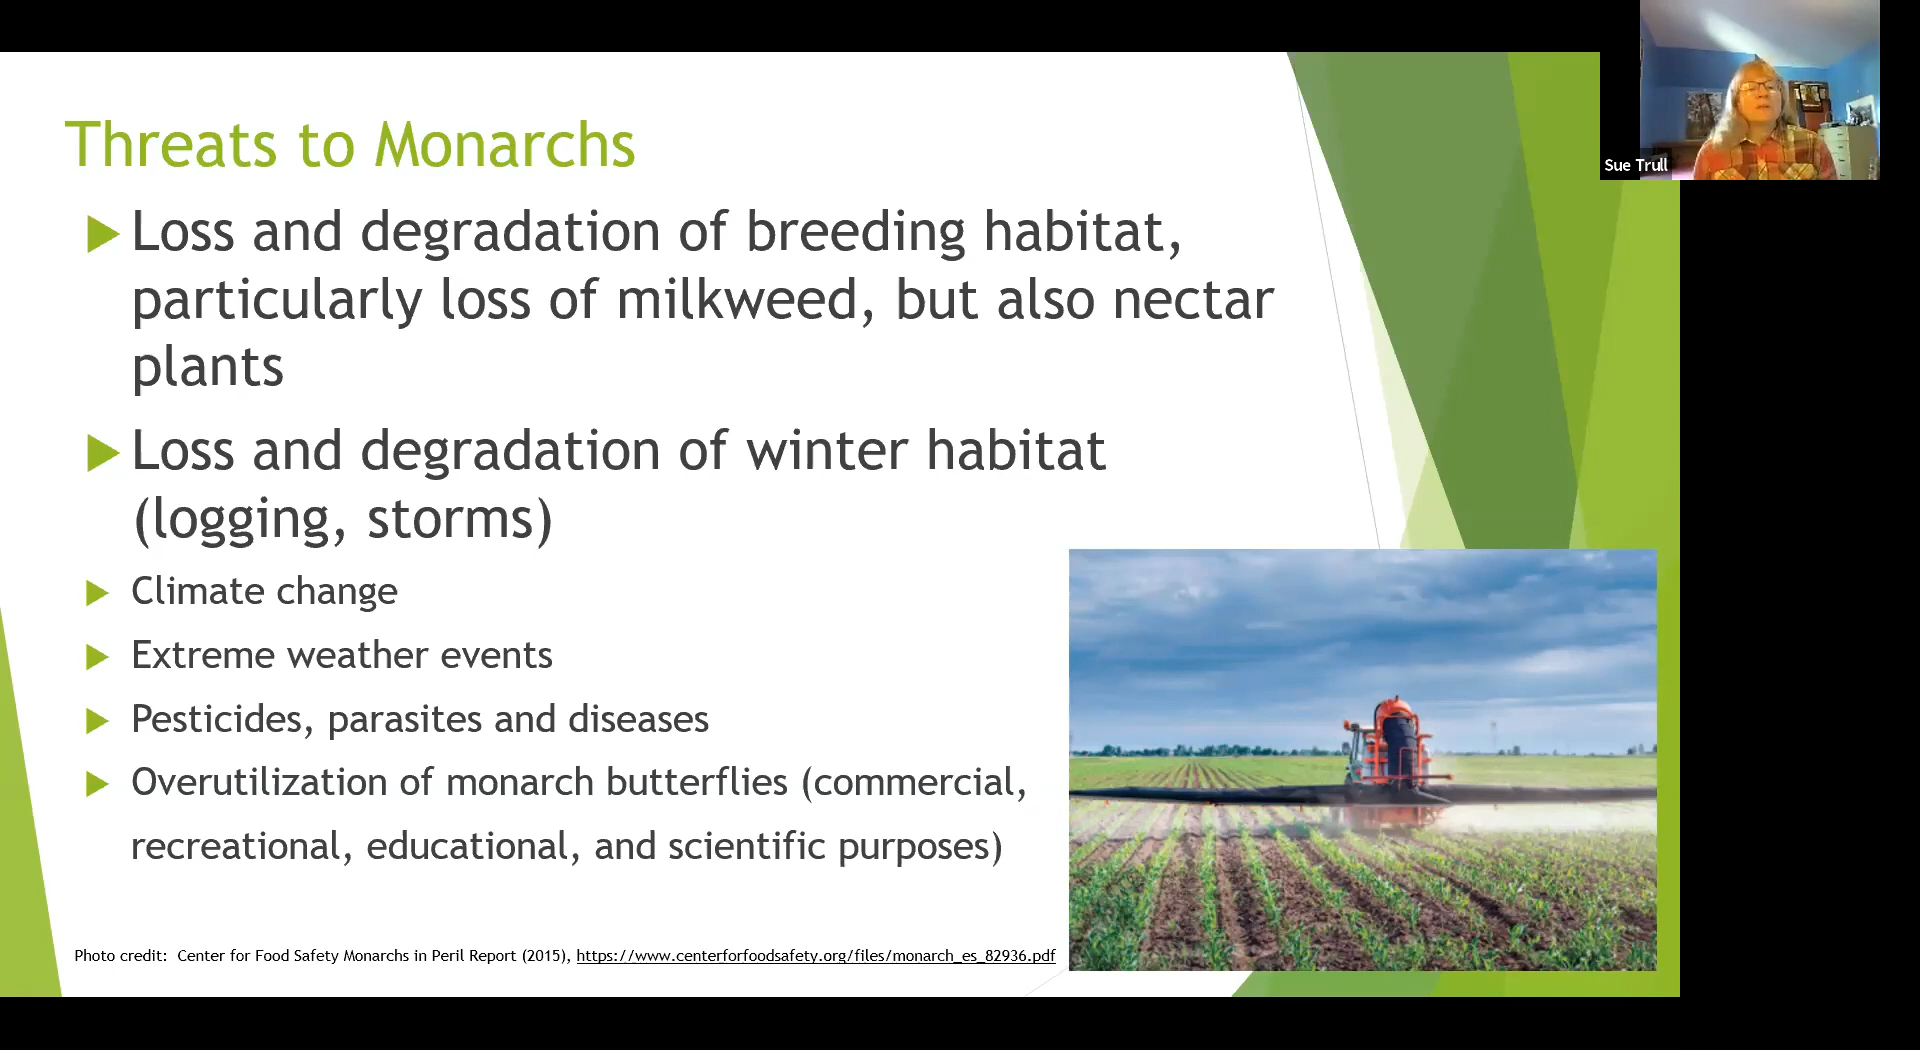 Threats to Monarchs
Loss and degradation of breeding habitat,
particularly loss of milkweed, but also nectar
plants
Loss and degradation of winter habitat
(logging, storms)
Climate change
Extreme weather events
Pesticides, parasites and diseases
Overutilization of monarch butterflies (commercial,
recreational, educational, and scientific purposes)
Photo credit:  Center for Food Safety Monarchs in Peril Report (2015), https://www.centerforfoodsafety.org/files/monarch_es_82936.pdf
Sue Trull